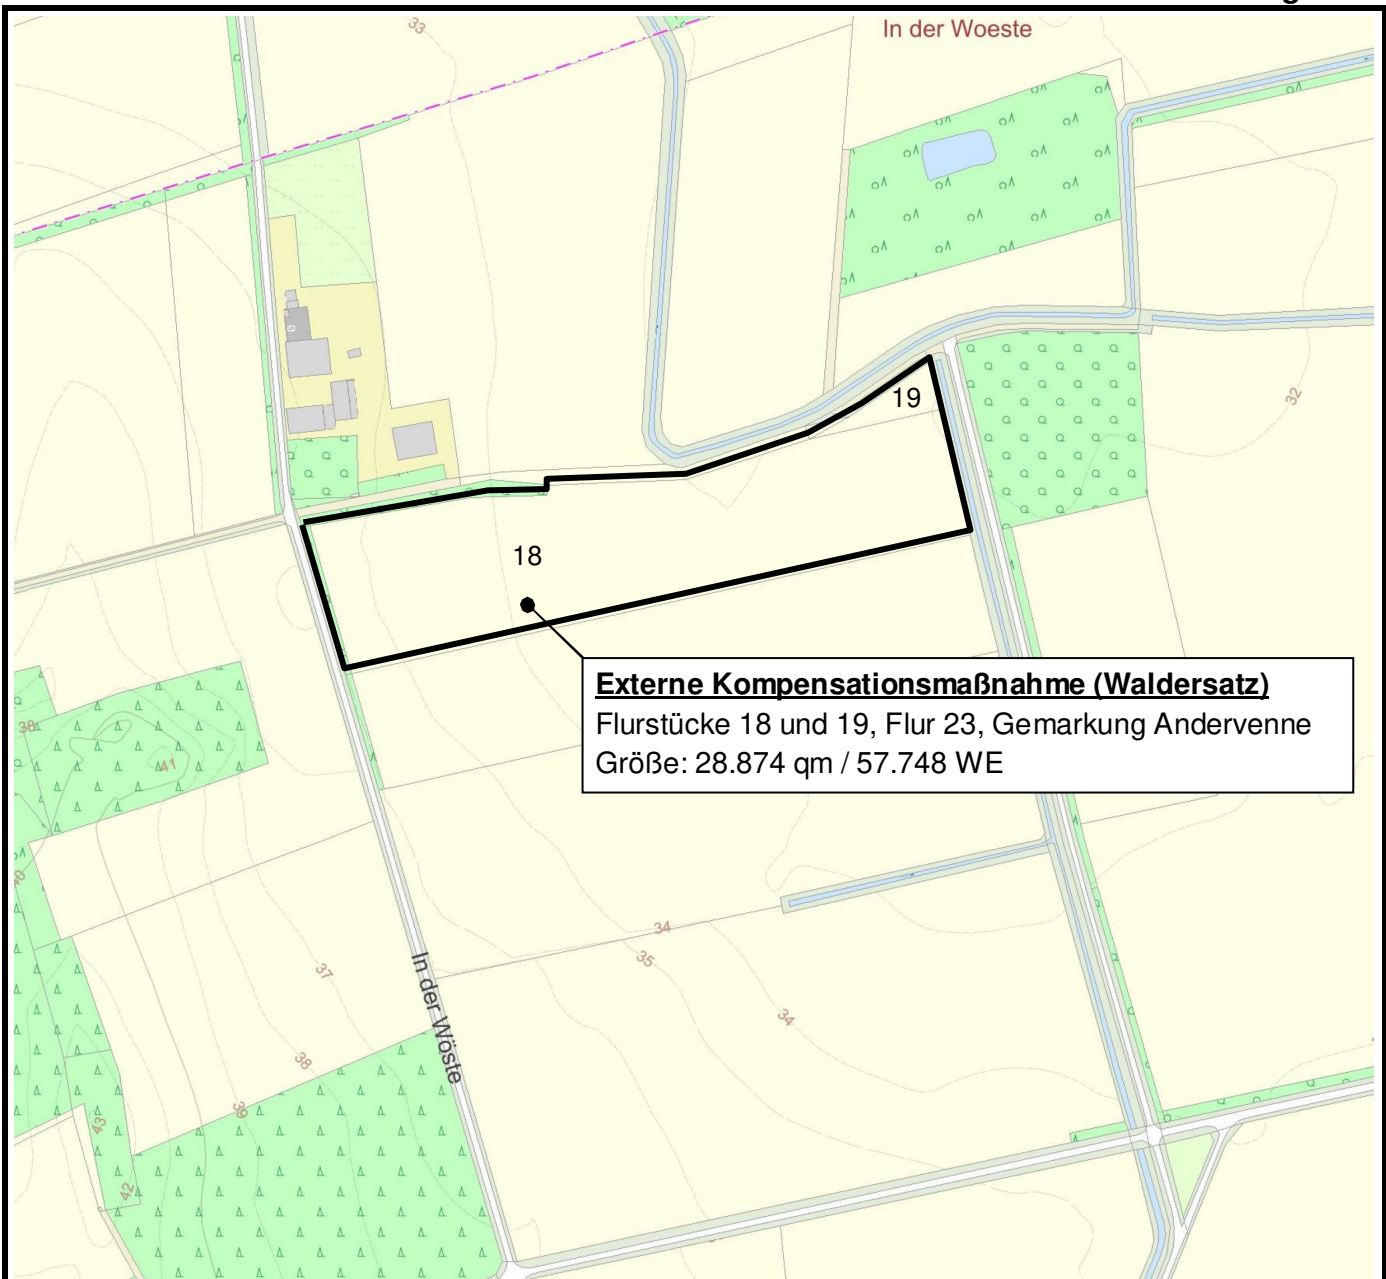 33
In der Woeste
S
32
19
18
Externe Kompensationsmaßnahme (Waldersatz)
Flurstücke 18 und 19, Flur 23, Gemarkung Andervenne
Größe: 28.874 qm / 57.748 WE
38
41
40
34
35
37
In der Wöste
34
38
39
43
42